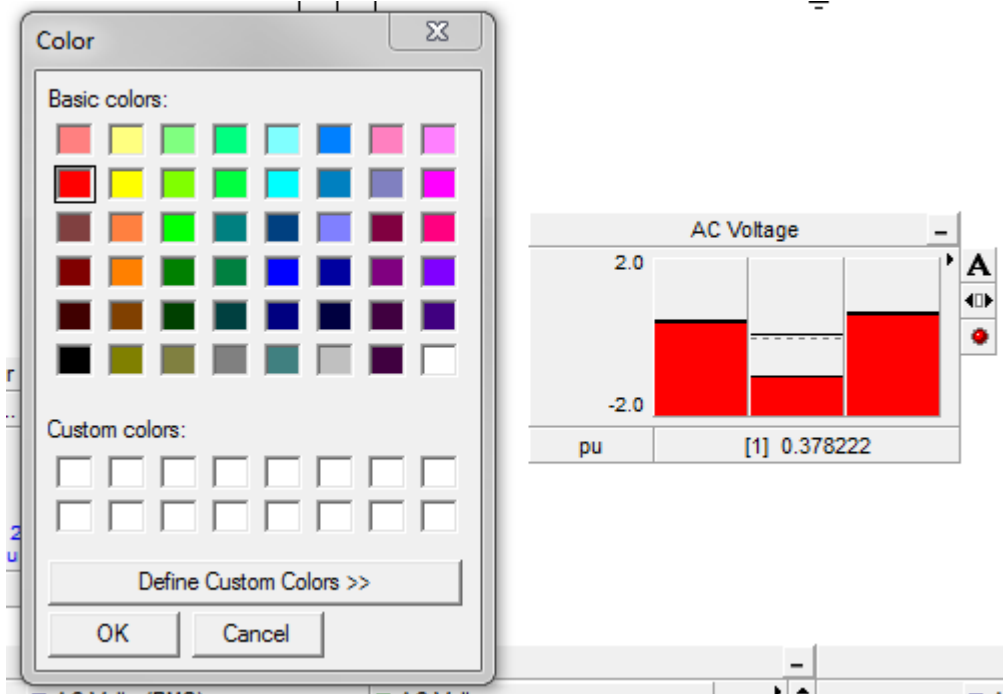 Color
Basic colors:
Custom colors:
Define Custom Colors >>
OK
Cancel
AC Voltage
2.0
-2.0
pu
[1] 0.378222
A
r
..
2
u